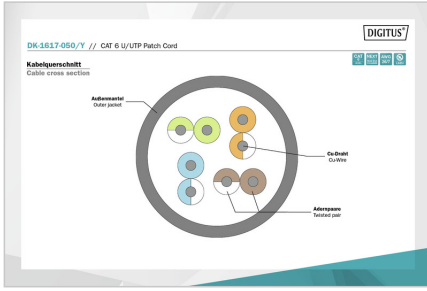 DIGITUS®
DK-1617-050/Y // CAT 6 U/UTP Patch Cord
Kabelquerschnitt
Cable cross section
Außenmantel
Outer jacket
Cu-Draht
Cu-Wire
Adernpaare
Twisted pair